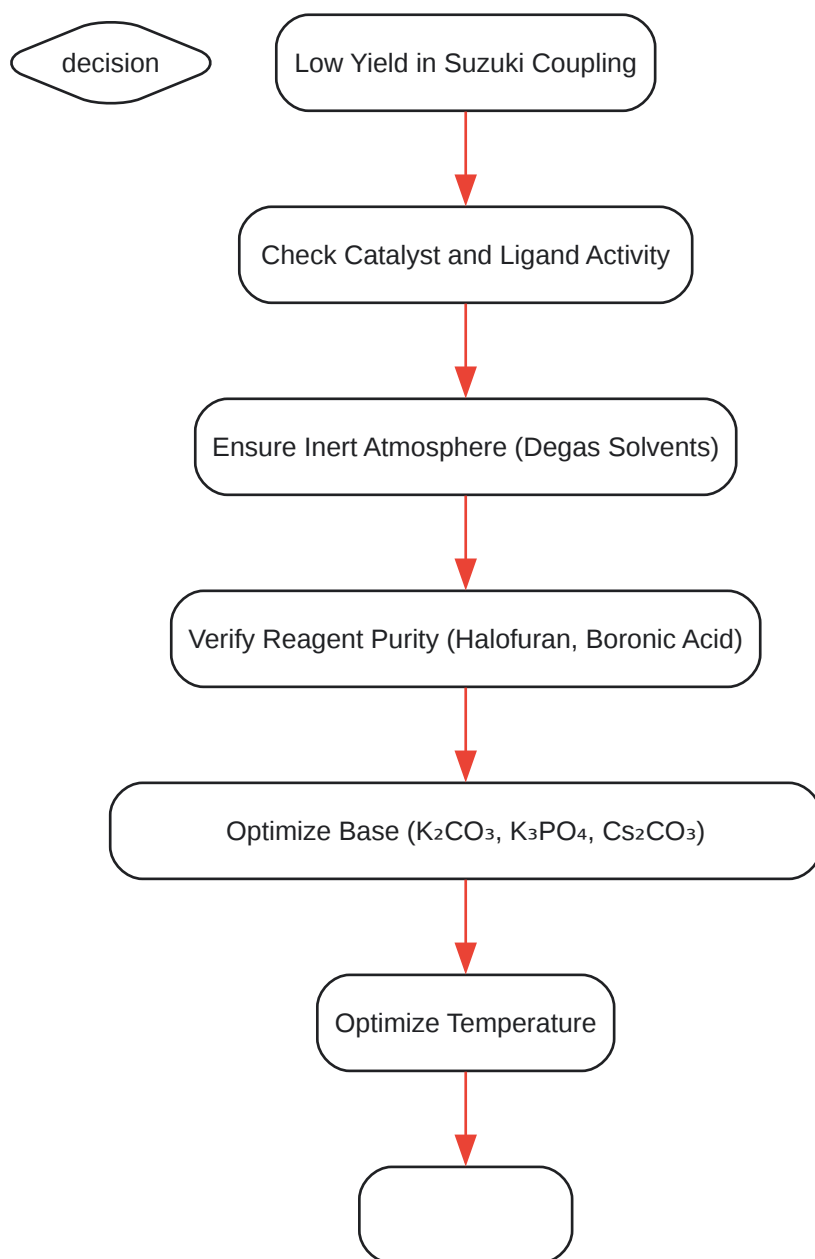 decision
Low Yield in Suzuki Coupling
Check Catalyst and Ligand Activity
Ensure Inert Atmosphere (Degas Solvents)
Verify Reagent Purity (Halofuran, Boronic Acid)
Optimize Base (K₂CO₃, K₃PO₄, Cs₂CO₃)
Optimize Temperature